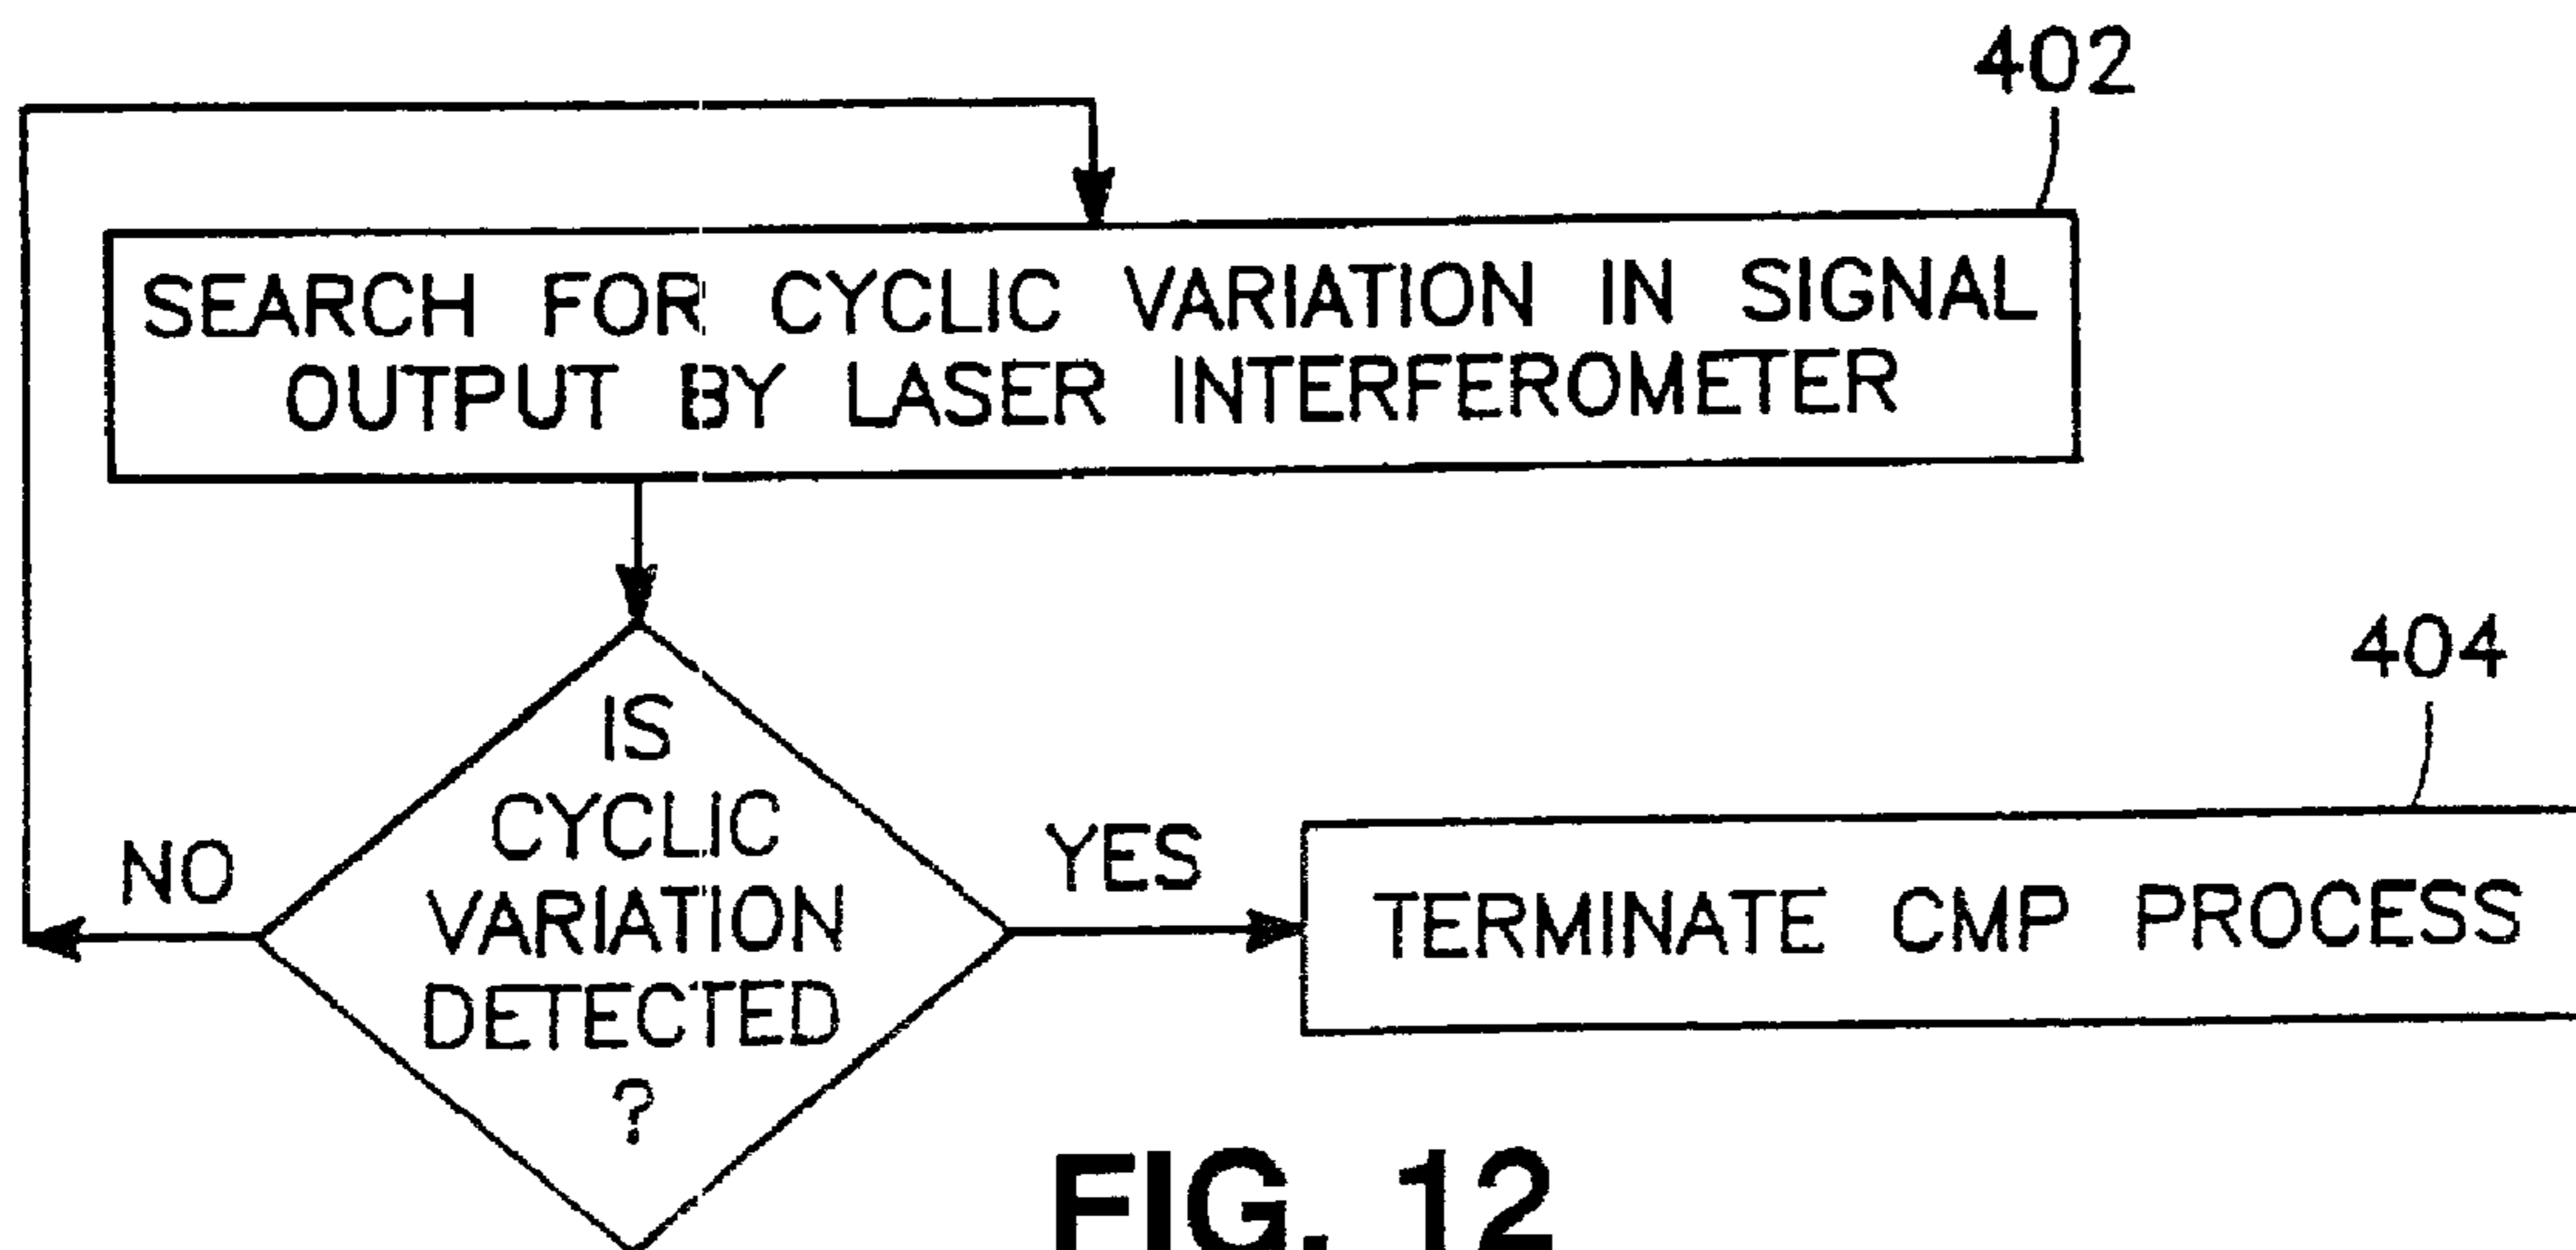 402
SEARCH FOR CYCLIC VARIATION IN SIGNAL
OUTPUT BY LASER INTERFEROMETER
IS
CYCLIC
VARIATION
DETECTED
?
NO
YES
404
TERMINATE CMP PROCESS
FIG. 12